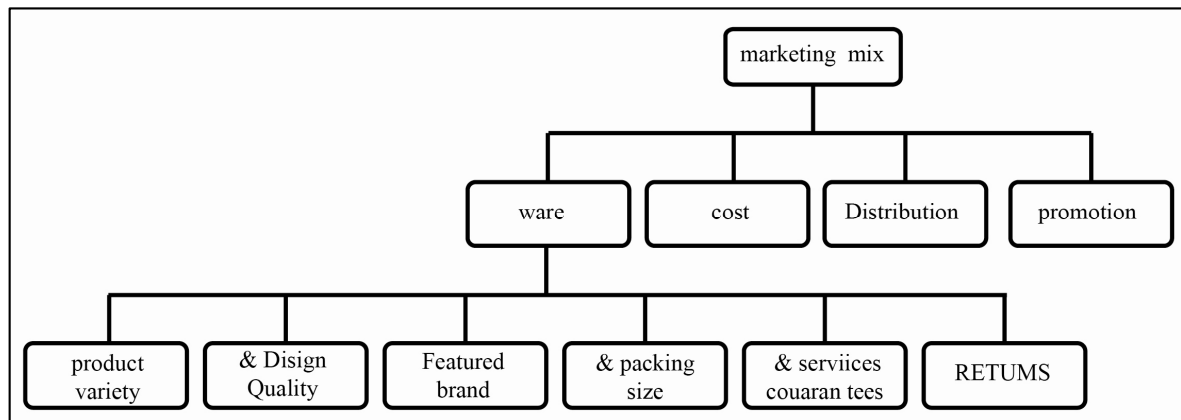 marketing mix
ware
cost
Distribution
promotion
product
variety
& Disign
Quality
Featured
brand
& packing
size
& serviices
couaran tees
RETUMS